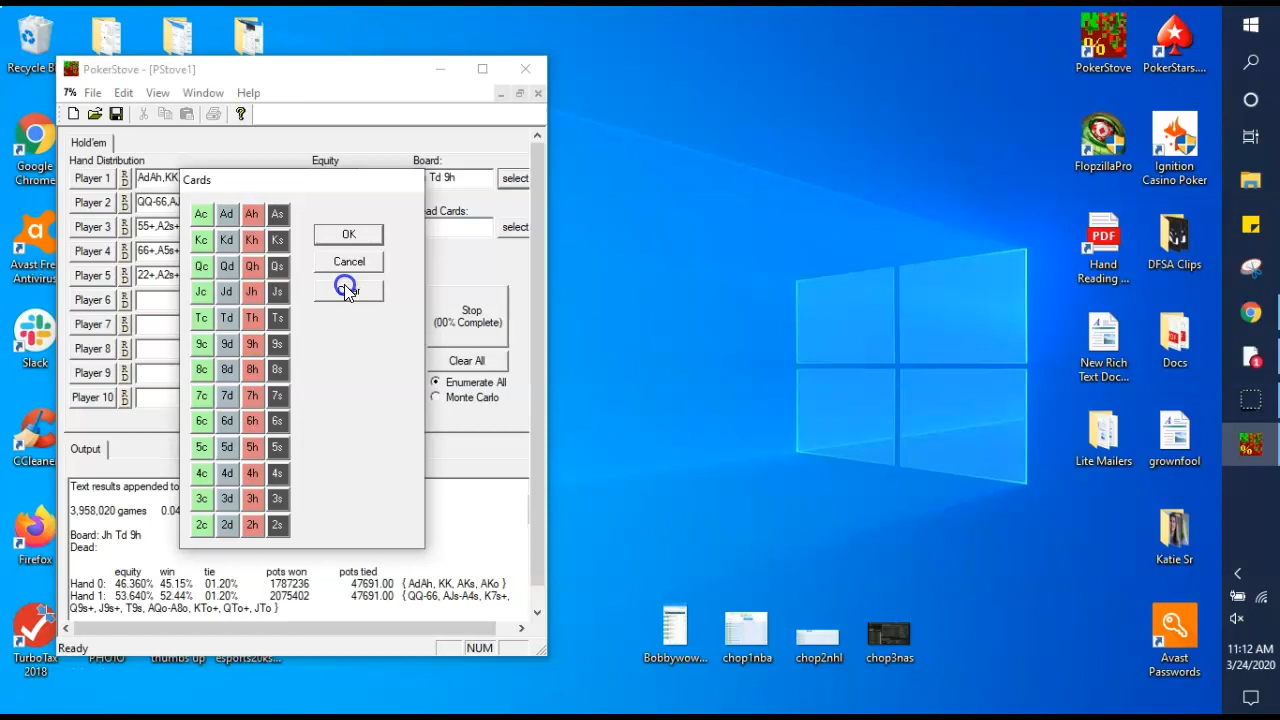 Recycle B
Google
Chrome
Avast Fre
Antivirus
Slack
CCleane
Firefox
TurboTax
2018
PHOTO
thumbs up
esports20ks...
PokerStove - [PStove1]
7% File Edit View Window Help
Hold'em
Hand Distribution Equity Board:
Player 1 R D AdAh,KK Td 9h select
Player 2 R D QQ-66,AJ
ad Cards:
Player 3 R D 55+,A2s+ select
Player 4 R D 66+,A5s+
Player 5 R D 22+,A2s+
Player 6 R D
Player 7 R D
Player 8 R D
Player 9 R D
Player 10 R D
Stop
(00% Complete)
Clear All
Enumerate All
Monte Carlo
Cards
Ac Ad Ah As
Kc Kd Kh Ks
Qc Qd Qh Qs
Jc Jd Jh Js
Tc Td Th Ts
9c 9d 9h 9s
8c 8d 8h 8s
7c 7d 7h 7s
6c 6d 6h 6s
5c 5d 5h 5s
4c 4d 4h 4s
3c 3d 3h 3s
2c 2d 2h 2s
OK
Cancel
Output
Text results appended to
3,958,020 games 0.04
Board: Jh Td 9h
Dead:
equity win tie pots won pots tied
Hand 0: 46.360% 45.15% 01.20% 1787236 47691.00 { AdAh, KK, AKs, AKo }
Hand 1: 53.640% 52.44% 01.20% 2075402 47691.00 { QQ-66, AJs-A4s, K7s+,
Q9s+, J9s+, T9s, AQo-A8o, KTo+, QTo+, JTo }
Ready NUM
PokerStove
PokerStars....
FlopzillaPro
Ignition
Casino Poker
PDF
Hand
Reading ...
DFSA Clips
New Rich
Text Doc...
Docs
Lite Mailers
grownfool
Katie Sr
Avast
Passwords
Bobbywow...
chop1nba
chop2nhl
chop3nas
11:12 AM
3/24/2020